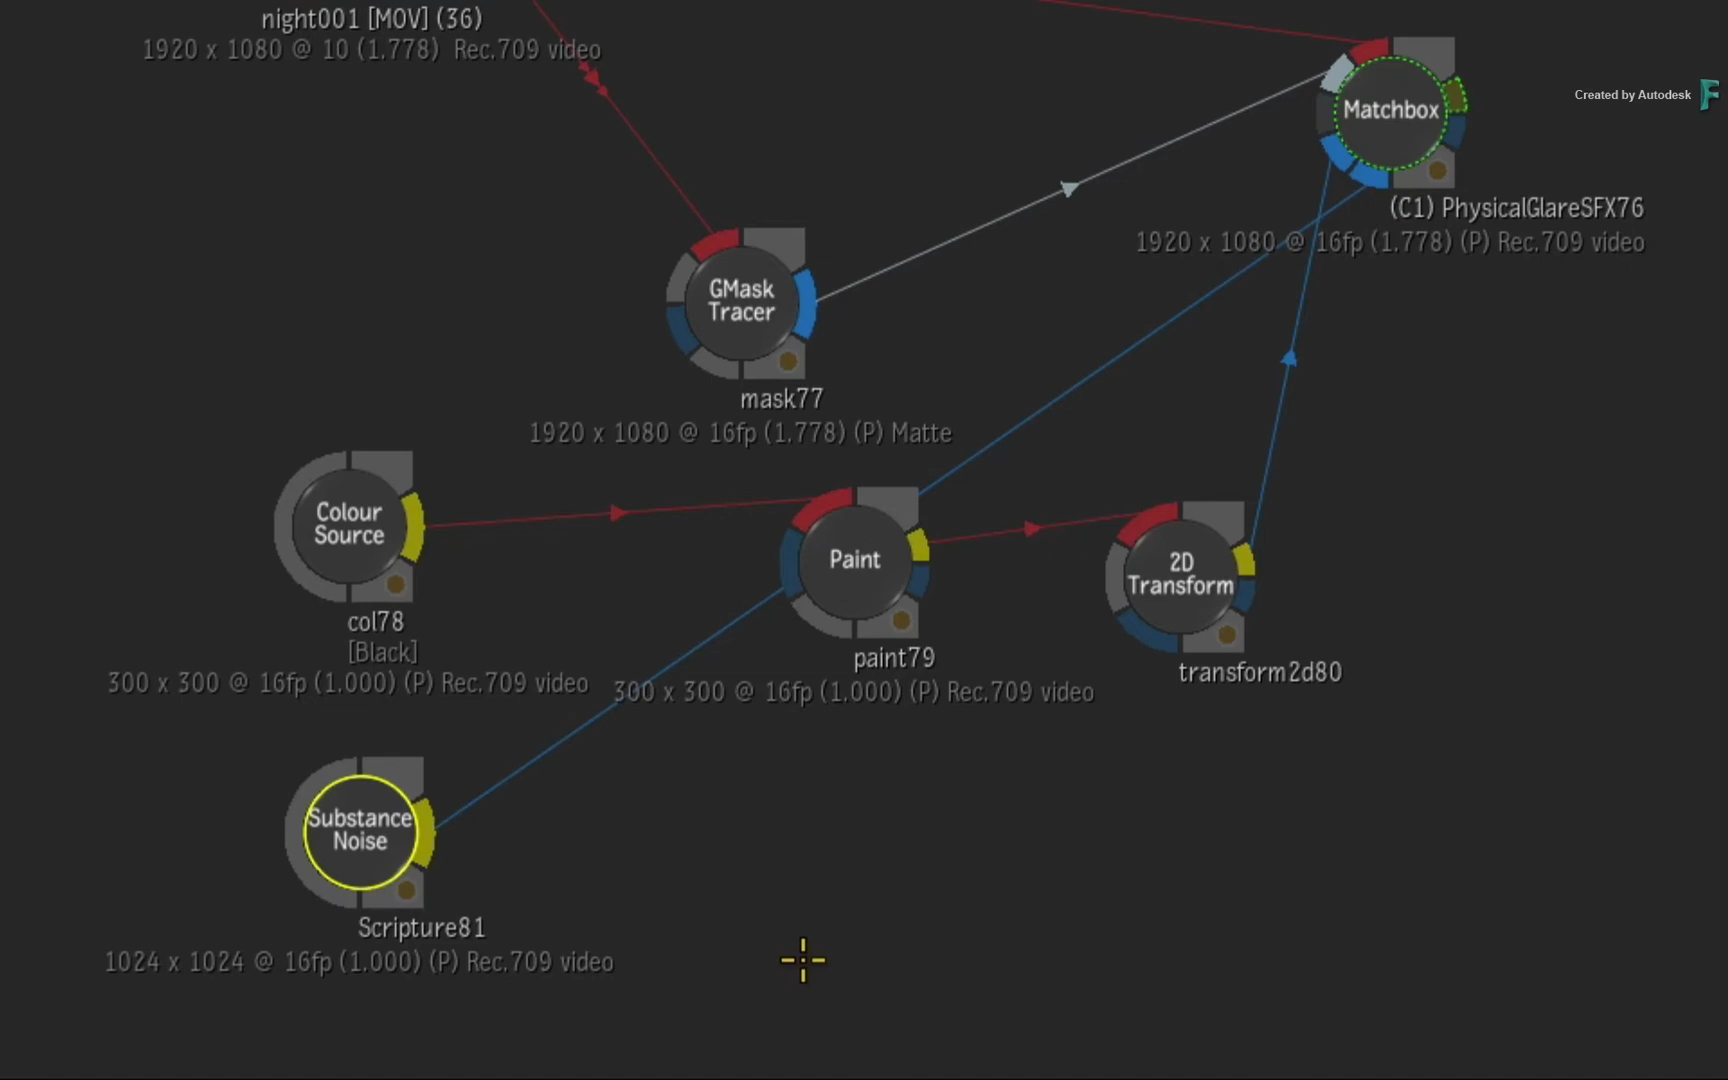 night001 [MOV] (36)
1920 x 1080 @ 10 (1.778) Rec.709 video
Created by Autodesk
Matchbox
(C1) PhysicalGlareSFX76
1920 x 1080 @ 16fp (1.778) (P) Rec.709 video
GMask
Tracer
mask77
1920 x 1080 @ 16fp (1.778) (P) Matte
Colour
Source
col78
[Black]
300 x 300 @ 16fp (1.000) (P) Rec.709 video
Paint
paint79
300 x 300 @ 16fp (1.000) (P) Rec.709 video
2D
Transform
transform2d80
Substance
Noise
Scripture81
1024 x 1024 @ 16fp (1.000) (P) Rec.709 video